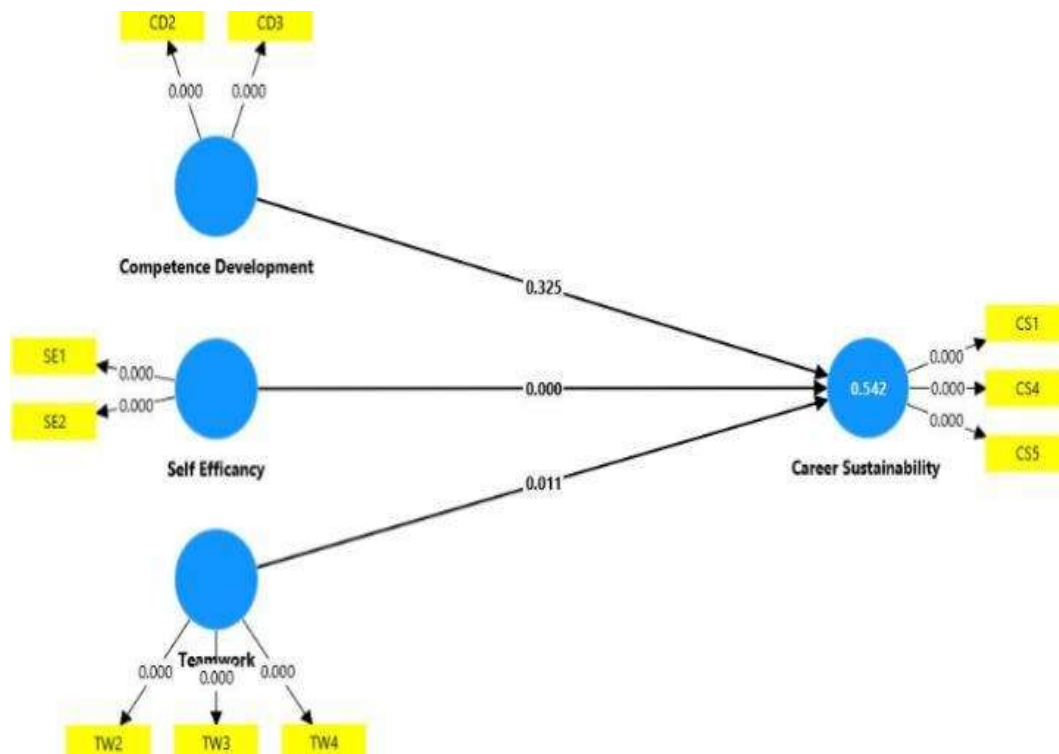 CD2 CD3
0.000 0.000
Competence Development
0.325
SE1
0.000
0.000
SE2
Self Efficancy
0.000
0.542
Career Sustainability
CS1
0.000
0.000
CS4
0.000
CS5
0.011
Teamwork
0.000 0.000 0.000
TW2 TW3 TW4